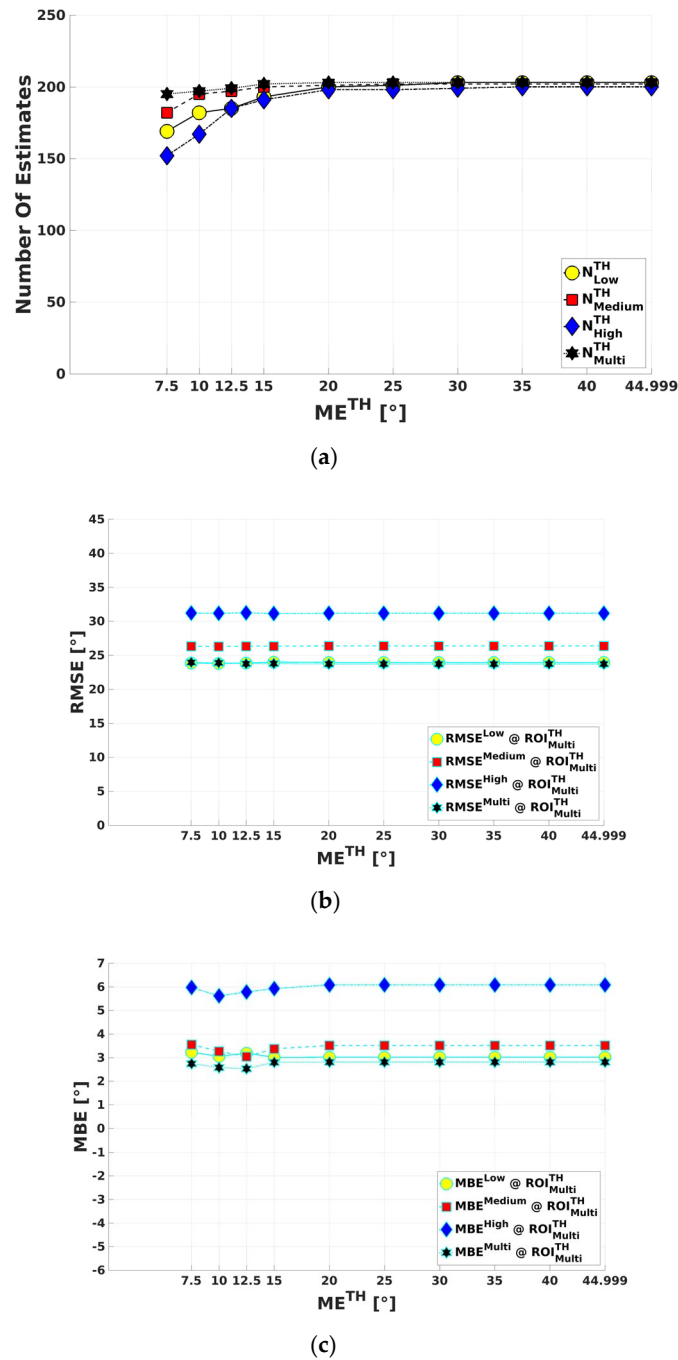 250
200
150
100
50
0
Number Of Estimates
7.5 10 12.5 15 20 25 30 35 40 44.999
ME^TH [°]
N^TH_Low
N^TH_Medium
N^TH_High
N^TH_Multi
(a)
45
40
35
30
25
20
15
10
5
0
RMSE [°]
7.5 10 12.5 15 20 25 30 35 40 44.999
ME^TH [°]
RMSE^Low @ ROI^TH_Multi
RMSE^Medium @ ROI^TH_Multi
RMSE^High @ ROI^TH_Multi
RMSE^Multi @ ROI^TH_Multi
(b)
7
6
5
4
3
2
1
0
-1
-2
-3
-4
-5
-6
MBE [°]
7.5 10 12.5 15 20 25 30 35 40 44.999
ME^TH [°]
MBE^Low @ ROI^TH_Multi
MBE^Medium @ ROI^TH_Multi
MBE^High @ ROI^TH_Multi
MBE^Multi @ ROI^TH_Multi
(c)